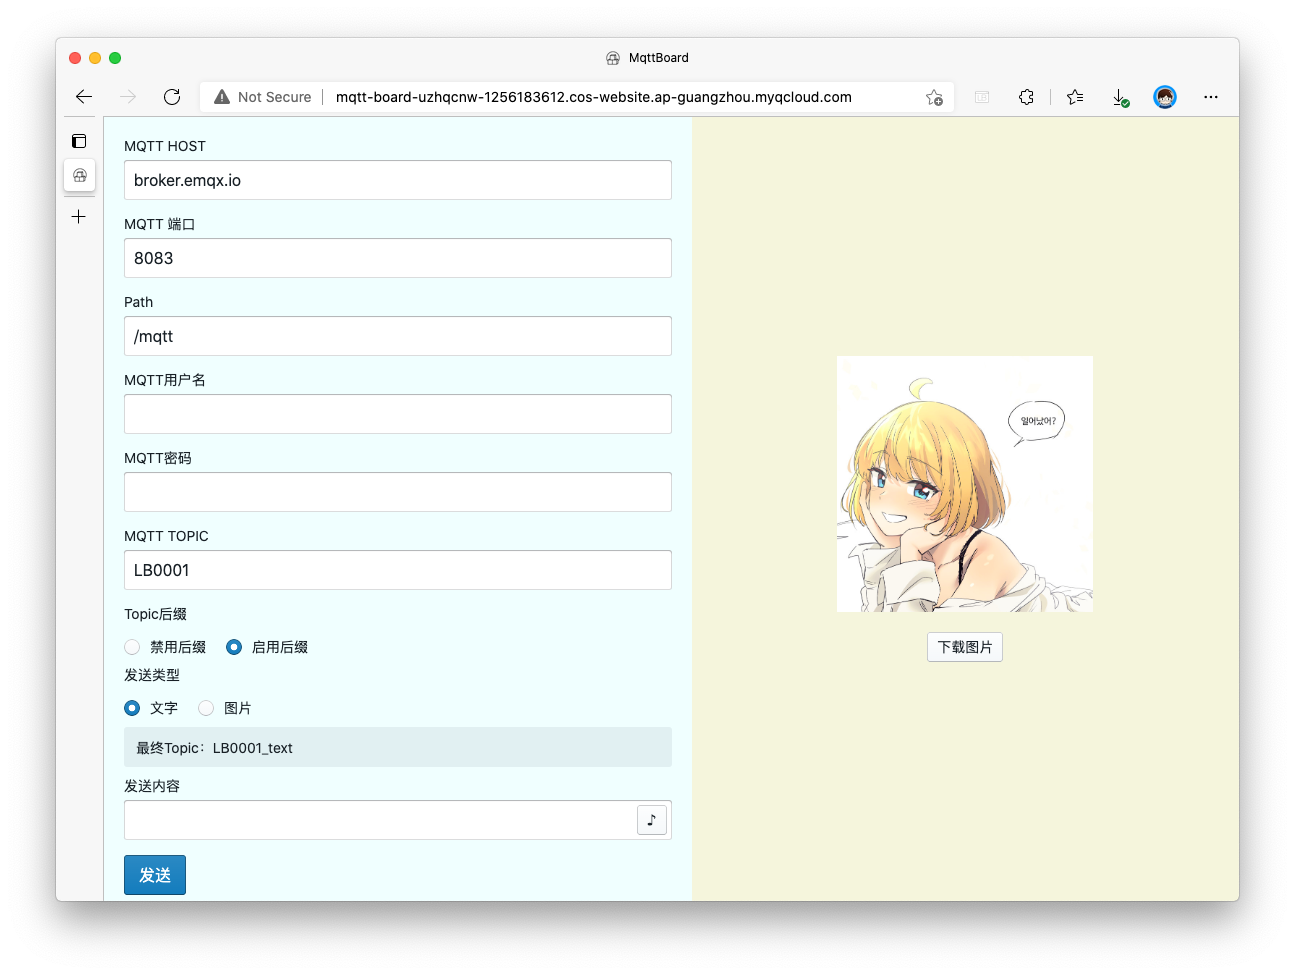 MqttBoard
Not Secure
mqtt-board-uzhqcnw-1256183612.cos-website.ap-guangzhou.myqcloud.com
MQTT HOST
broker.emqx.io
MQTT 端口
8083
Path
/mqtt
MQTT用户名
MQTT密码
MQTT TOPIC
LB0001
Topic后缀
禁用后缀 启用后缀
发送类型
文字 图片
最终Topic：LB0001_text
发送内容
♪
发送
일어났어?
下载图片